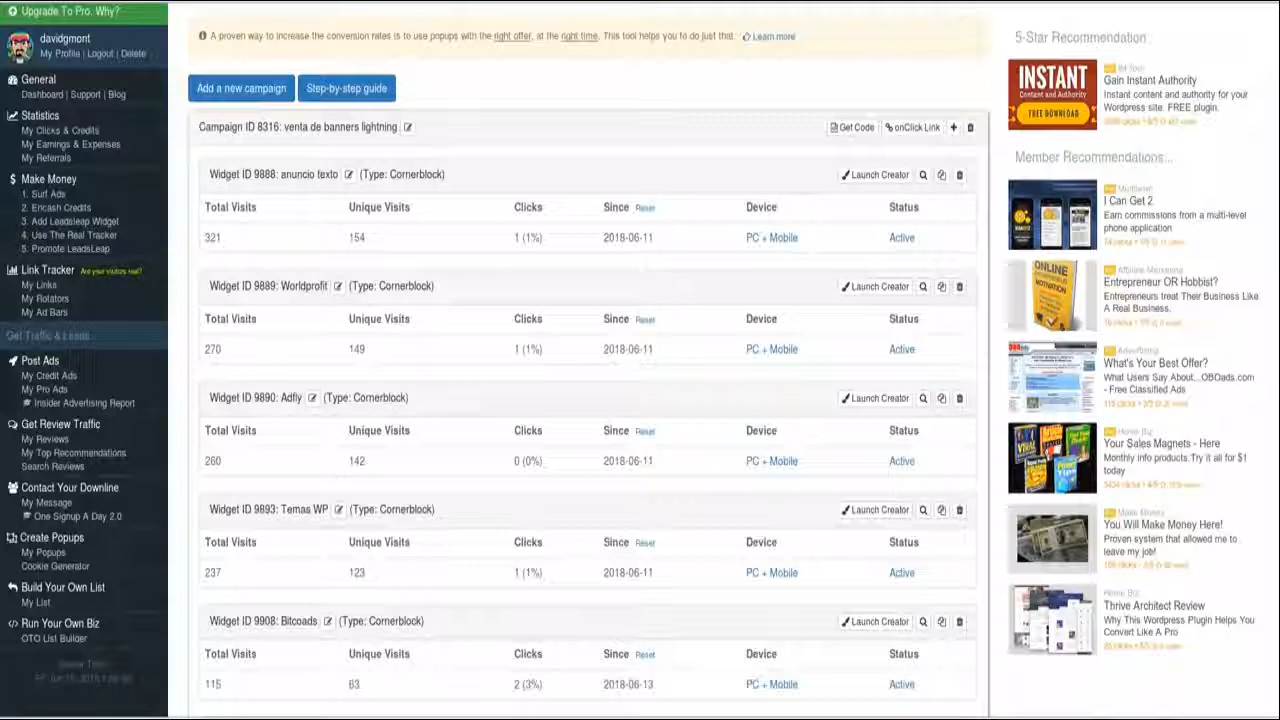 Upgrade To Pro. Why?
davidgmont
My Profile | Logout | Delete
General
Dashboard | Support | Blog
Statistics
My Clicks & Credits
My Earnings & Expenses
My Referrals
$ Make Money
1. Surf Ads
2. Encash Credits
3. Add Leadsleap Widget
4. Use The Real Tracker
5. Promote LeadsLeap
Link Tracker Are your visitors real?
My Links
My Rotators
My Ad Bars
Get Traffic & Leads
Post Ads
My Credit Ads
My Pro Ads
Insider Advertising Report
Get Review Traffic
My Reviews
My Top Recommendations
Search Reviews
Contact Your Downline
My Message
One Signup A Day 2.0
Create Popups
My Popups
Cookie Generator
Build Your Own List
My List
</> Run Your Own Biz
OTO List Builder
A proven way to increase the conversion rates is to use popups with the right offer, at the right time. This tool helps you to do just that. Learn more
Add a new campaign
Step-by-step guide
Campaign ID 8316: venta de banners lightning
Get Code
onClick Link
Widget ID 9888: anuncio texto (Type: Cornerblock)
Launch Creator
Total Visits Unique Visits Clicks Since Reset Device Status
321 154 1 (1%) 2018-06-11 PC + Mobile Active
Widget ID 9889: Worldprofit (Type: Cornerblock)
Launch Creator
Total Visits Unique Visits Clicks Since Reset Device Status
270 149 1 (1%) 2018-06-11 PC + Mobile Active
Widget ID 9890: Adfly (Type: Cornerblock)
Launch Creator
Total Visits Unique Visits Clicks Since Reset Device Status
260 142 0 (0%) 2018-06-11 PC + Mobile Active
Widget ID 9893: Temas WP (Type: Cornerblock)
Launch Creator
Total Visits Unique Visits Clicks Since Reset Device Status
237 123 1 (1%) 2018-06-11 PC + Mobile Active
Widget ID 9908: Bitcoads (Type: Cornerblock)
Launch Creator
Total Visits Unique Visits Clicks Since Reset Device Status
115 63 2 (3%) 2018-06-13 PC + Mobile Active
5-Star Recommendation
INSTANT
Content and Authority
FREE DOWNLOAD
Gain Instant Authority
Instant content and authority for your
Wordpress site. FREE plugin.
Member Recommendations...
I Can Get 2
Earn commissions from a multi-level
phone application
ONLINE
Affiliate Marketing
Entrepreneur OR Hobbist?
Entrepreneurs treat Their Business Like
A Real Business.
Advertising
What's Your Best Offer?
What Users Say About...OBOads.com
- Free Classified Ads
Home Biz
Your Sales Magnets - Here
Monthly info products.Try it all for $1
today
Make Money
You Will Make Money Here!
Proven system that allowed me to
leave my job!
Home Biz
Thrive Architect Review
Why This Wordpress Plugin Helps You
Convert Like A Pro